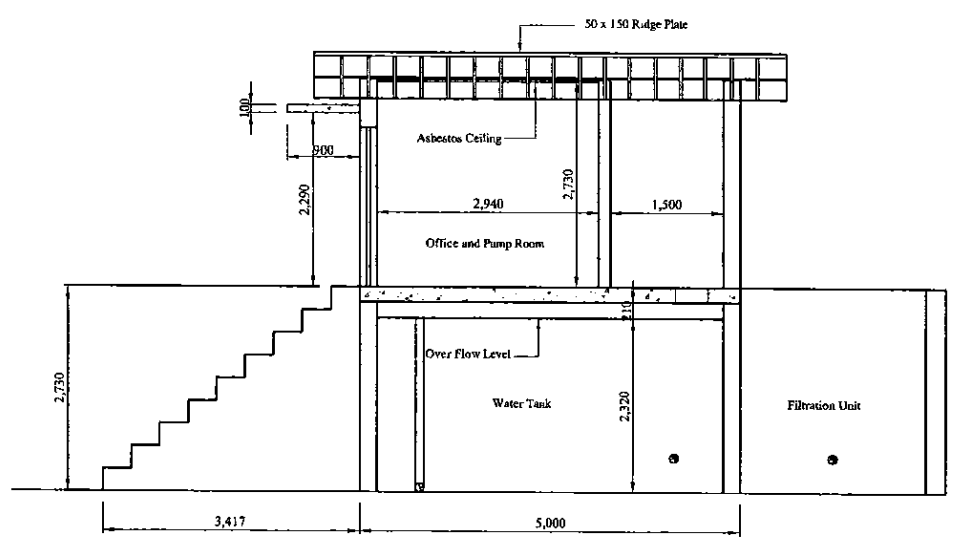 50 x 150 Ridge Plate
100
Asbestos Ceiling
900
2,290
2,730
2,940
1,500
Office and Pump Room
210
Over Flow Level
2,730
Water Tank
2,320
Filtration Unit
3,417
5,000